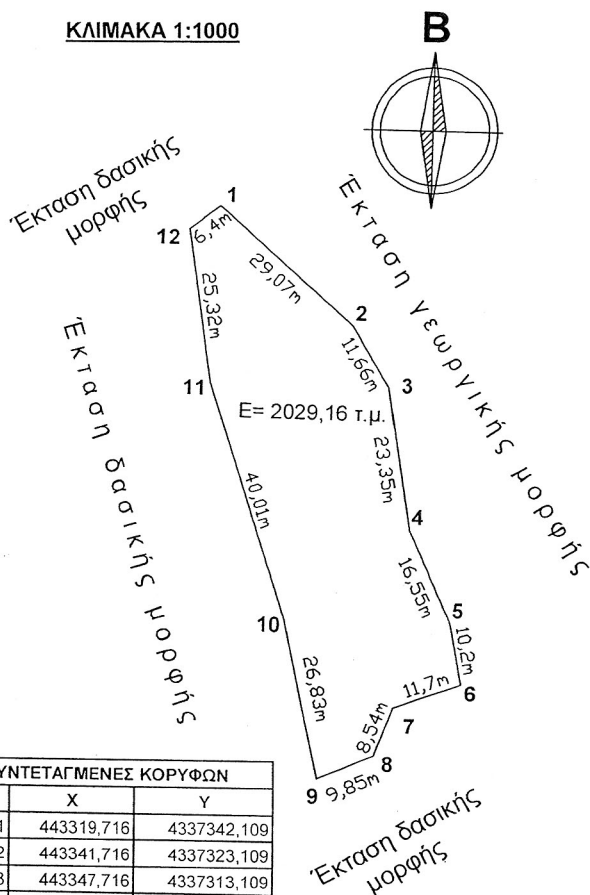 ΚΛΙΜΑΚΑ 1:1000
Β
Έκταση δασικής
μορφής
1
12
6,4m
29,07m
Έκταση γεωργικής μορφής
25,32m
2
11,66m
3
11
Ε= 2029,16 τ.μ.
Έκταση δασικής μορφής
23,35m
40,01m
4
16,55m
5
10
10,2m
26,83m
11,7m
6
7
8,54m
8
9
9,85m
Έκταση δασικής
μορφής
ΥΝΤΕΤΑΓΜΕΝΕΣ ΚΟΡΥΦΩΝ
Χ Υ
1 443319,716 4337342,109
2 443341,716 4337323,109
3 443347,716 4337313,109